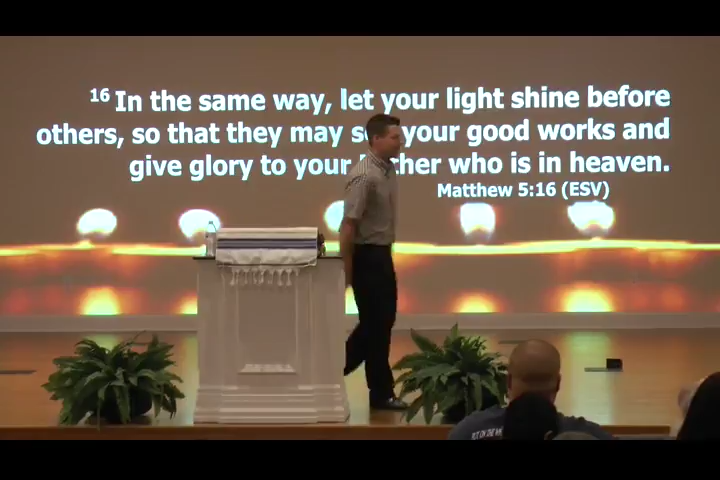 16 In the same way, let your light shine before
others, so that they may your good works and
give glory to your who is in heaven.
Matthew 5:16 (ESV)